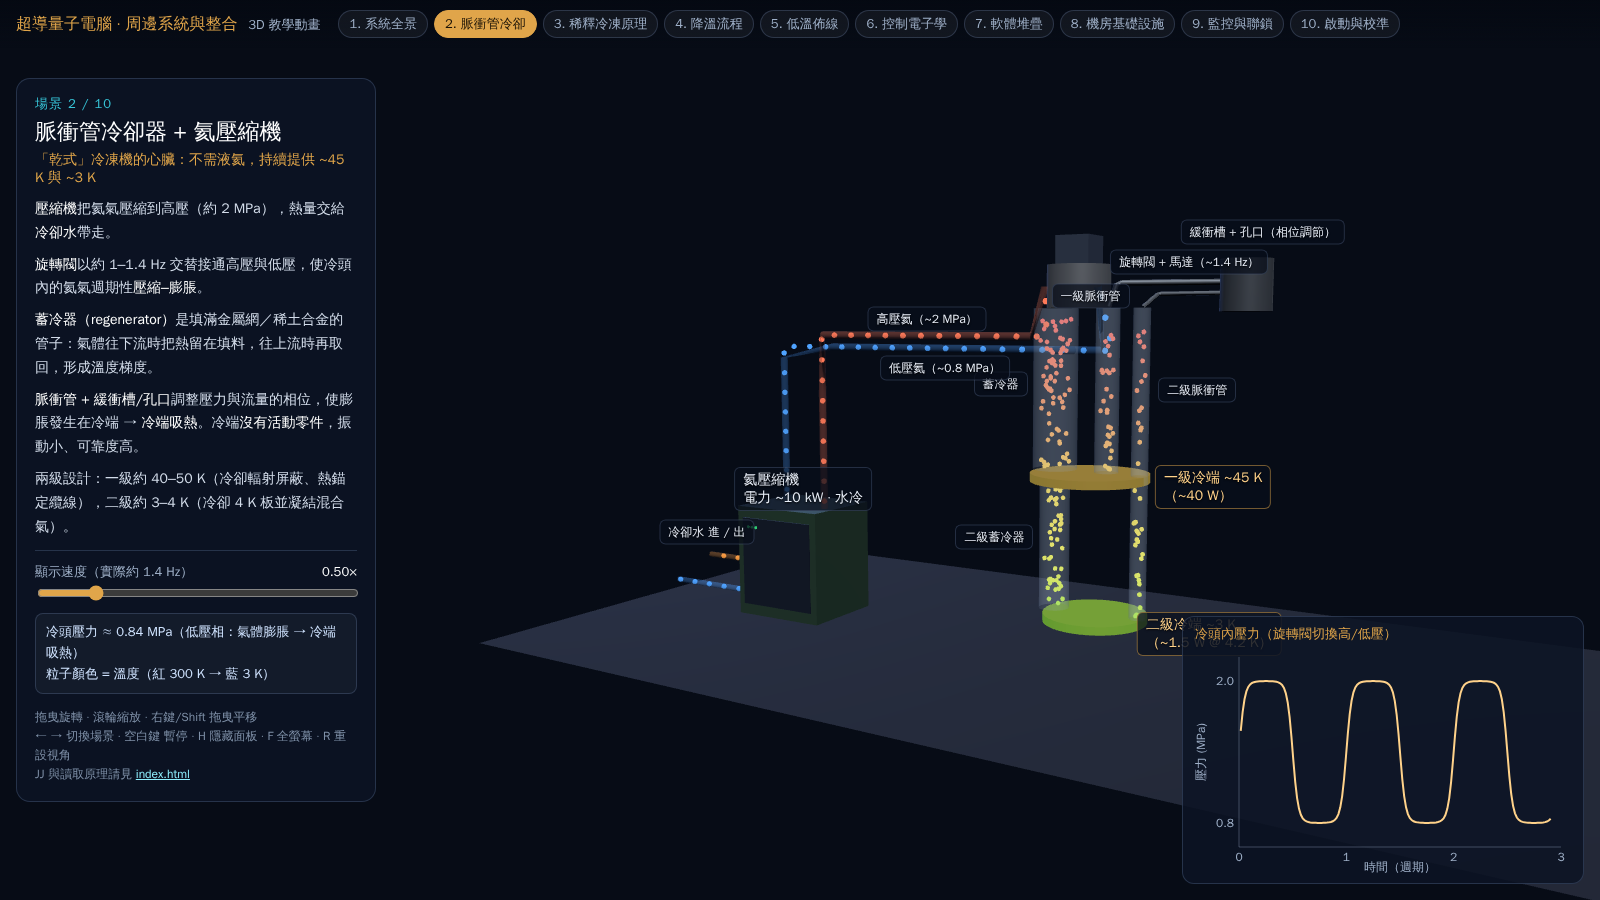 超導量子電腦 · 周邊系統與整合 3D 教學動畫
1. 系統全景
2. 脈衝管冷卻
3. 稀釋冷凍原理
4. 降溫流程
5. 低溫佈線
6. 控制電子學
7. 軟體堆疊
8. 機房基礎設施
9. 監控與聯鎖
10. 啟動與校準
場景 2 / 10
脈衝管冷卻器 + 氦壓縮機
「乾式」冷凍機的心臟：不需液氦，持續提供 ~45
K 與 ~3 K
壓縮機把氦氣壓縮到高壓（約 2 MPa），熱量交給
冷卻水帶走。
旋轉閥以約 1–1.4 Hz 交替接通高壓與低壓，使冷頭
內的氦氣週期性壓縮–膨脹。
蓄冷器（regenerator）是填滿金屬網／稀土合金的
管子：氣體往下流時把熱留在填料，往上流時再取
回，形成溫度梯度。
脈衝管 + 緩衝槽/孔口調整壓力與流量的相位，使膨
脹發生在冷端 → 冷端吸熱。冷端沒有活動零件，振
動小、可靠度高。
兩級設計：一級約 40–50 K（冷卻輻射屏蔽、熱錨
定纜線），二級約 3–4 K（冷卻 4 K 板並凝結混合
氣）。
顯示速度（實際約 1.4 Hz） 0.50×
冷頭壓力 ≈ 0.84 MPa（低壓相：氣體膨脹 → 冷端
吸熱）
粒子顏色 = 溫度（紅 300 K → 藍 3 K）
拖曳旋轉 · 滾輪縮放 · 右鍵/Shift 拖曳平移
← → 切換場景 · 空白鍵 暫停 · H 隱藏面板 · F 全螢幕 · R 重
設視角
JJ 與讀取原理請見 index.html
緩衝槽 + 孔口（相位調節）
旋轉閥 + 馬達（~1.4 Hz）
一級脈衝管
高壓氦（~2 MPa）
低壓氦（~0.8 MPa）
蓄冷器
二級脈衝管
氦壓縮機
電力 ~10 kW · 水冷
一級冷端 ~45 K
（~40 W）
冷卻水 進 / 出
二級蓄冷器
二級冷端 ~3 K
（~1.5 W @ 4.2 K）
冷頭內壓力（旋轉閥切換高/低壓）
2.0
壓力 (MPa)
0.8
0 1 2 3
時間（週期）